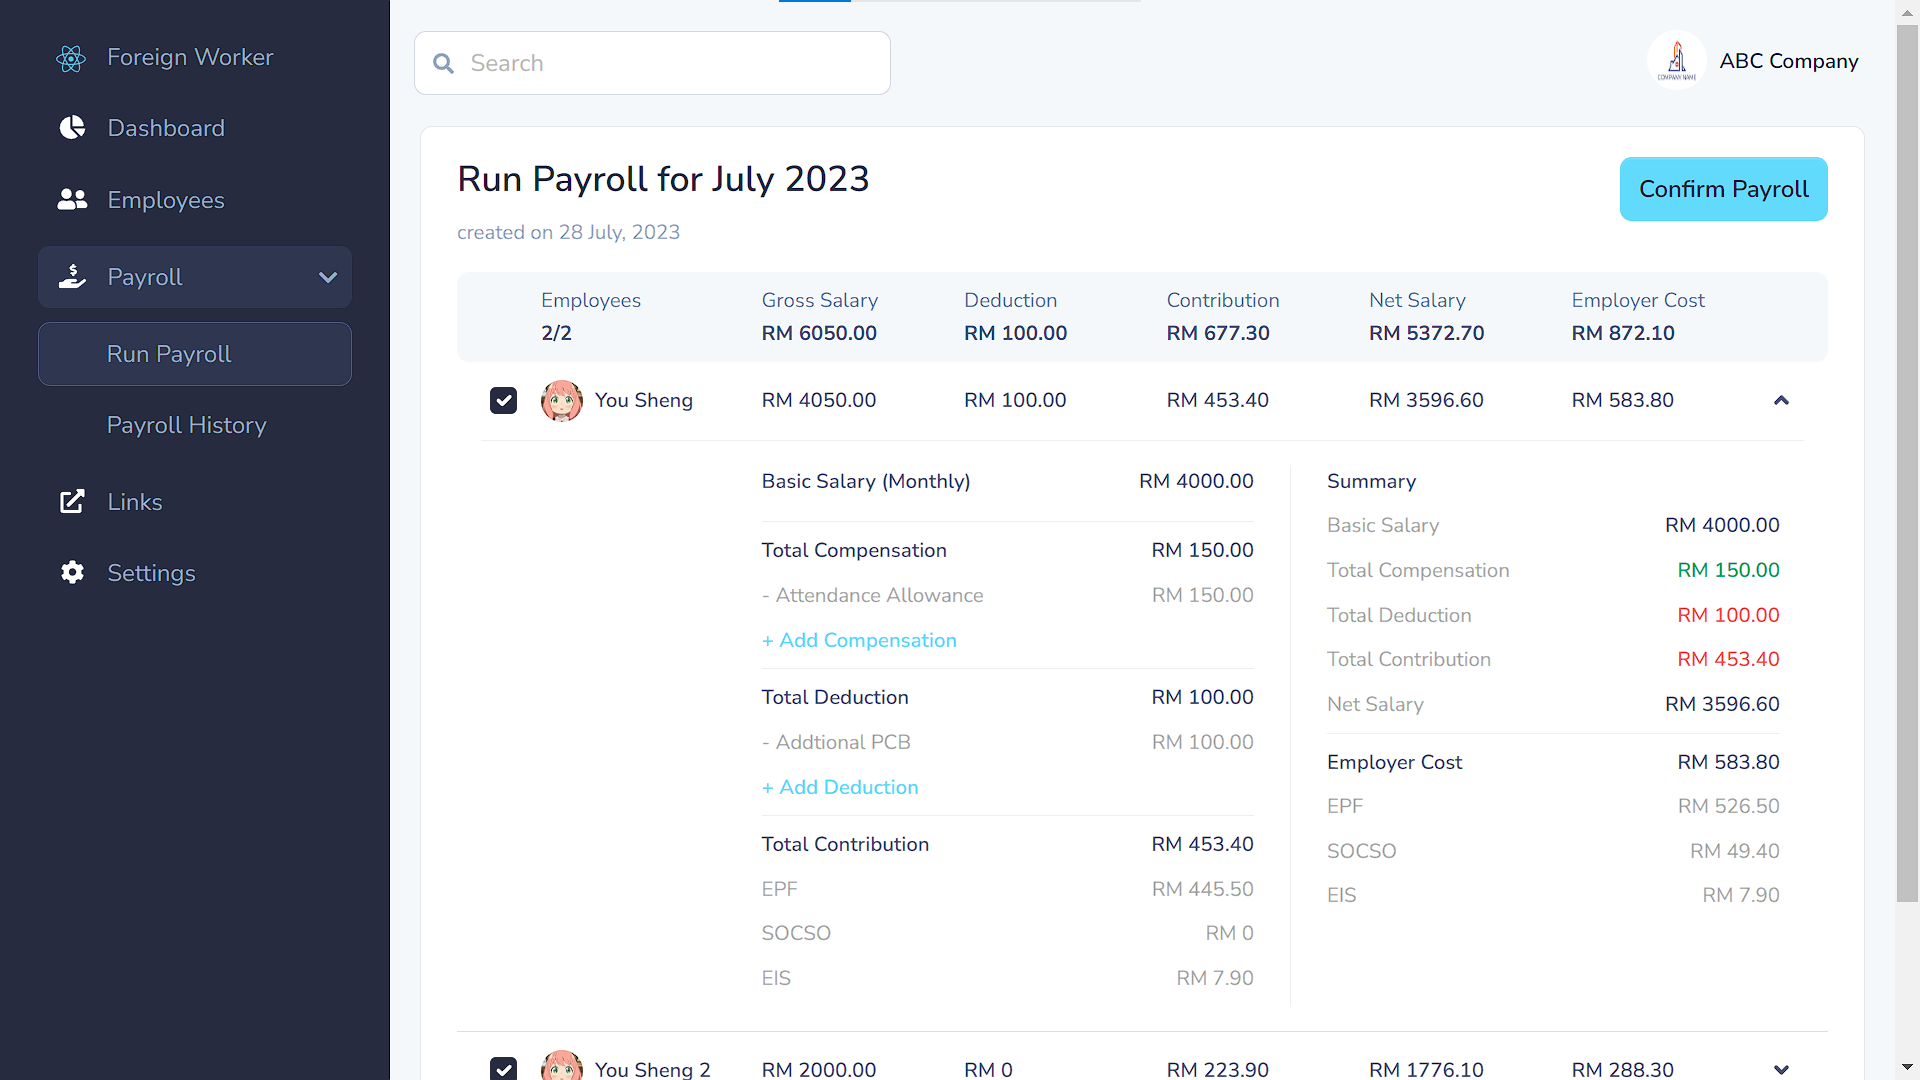 Foreign Worker
Dashboard
Employees
Payroll
Run Payroll
Payroll History
Links
Settings
Search
COMPANY NAME
ABC Company
Run Payroll for July 2023
created on 28 July, 2023
Confirm Payroll
Employees Gross Salary Deduction Contribution Net Salary Employer Cost
2/2 RM 6050.00 RM 100.00 RM 677.30 RM 5372.70 RM 872.10
You Sheng RM 4050.00 RM 100.00 RM 453.40 RM 3596.60 RM 583.80
Basic Salary (Monthly) RM 4000.00
Total Compensation RM 150.00
- Attendance Allowance RM 150.00
+ Add Compensation
Total Deduction RM 100.00
- Addtional PCB RM 100.00
+ Add Deduction
Total Contribution RM 453.40
EPF RM 445.50
SOCSO RM 0
EIS RM 7.90
Summary
Basic Salary RM 4000.00
Total Compensation RM 150.00
Total Deduction RM 100.00
Total Contribution RM 453.40
Net Salary RM 3596.60
Employer Cost RM 583.80
EPF RM 526.50
SOCSO RM 49.40
EIS RM 7.90
You Sheng 2 RM 2000.00 RM 0 RM 223.90 RM 1776.10 RM 288.30